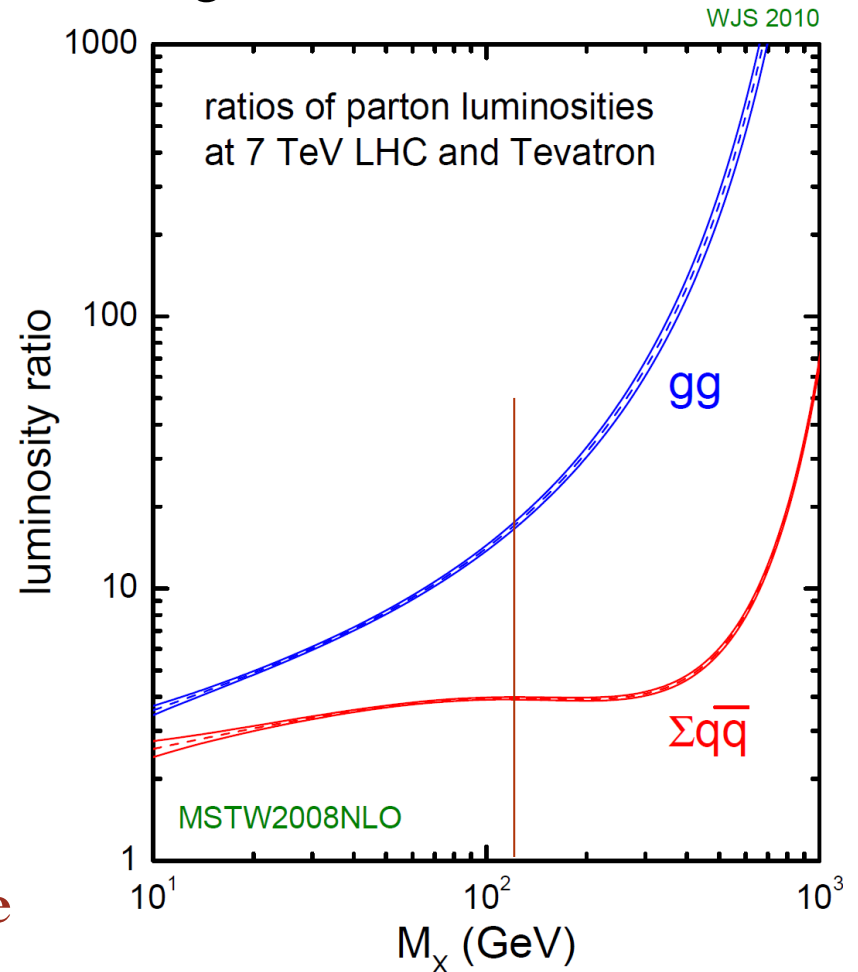 WJS 2010
1000
ratios of parton luminosities
at 7 TeV LHC and Tevatron
100
luminosity ratio
gg
10
Σqq̅
MSTW2008NLO
1
10¹ 10² 10³
Mₓ (GeV)
e